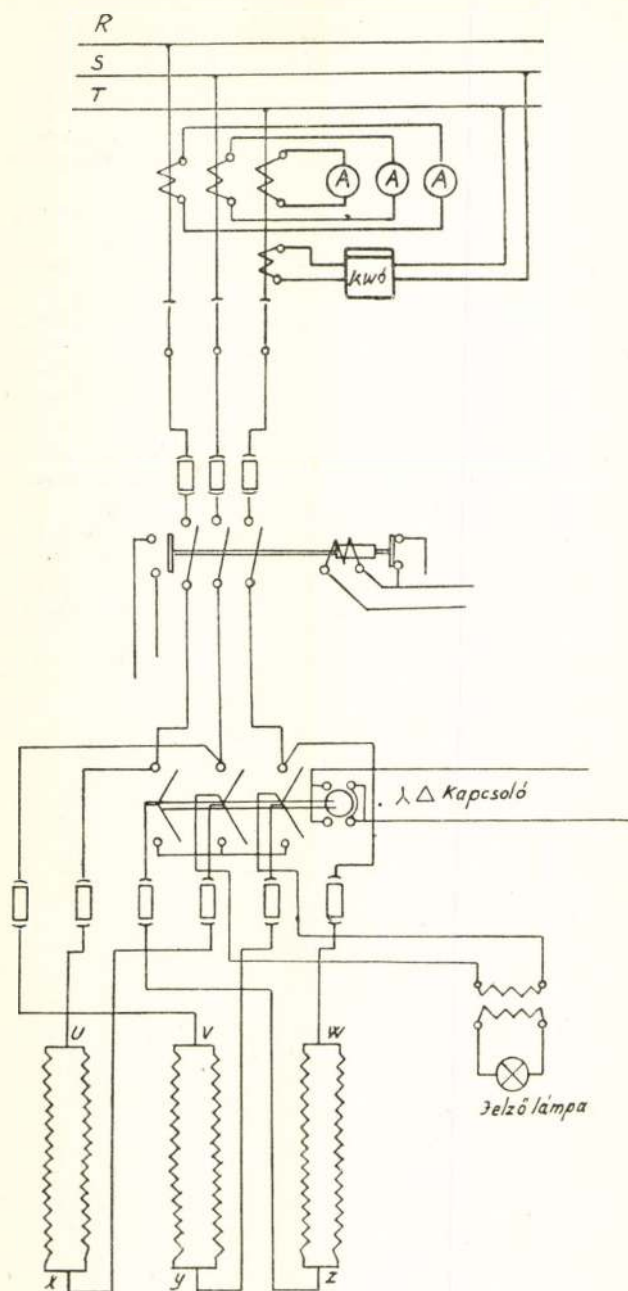 R
S
T
A A A
kWó
⅄ △ Kapcsoló
U V W
Jelző lámpa
x y z